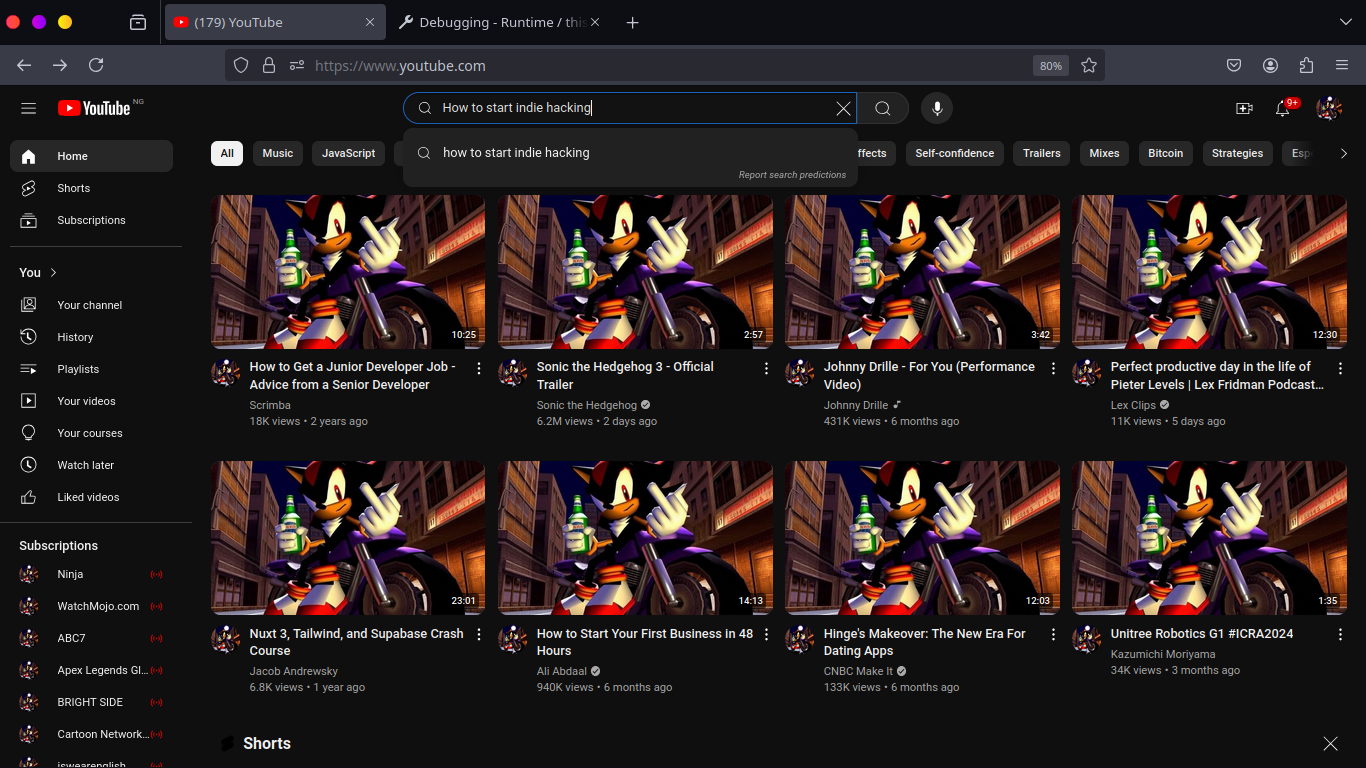 (179) YouTube
Debugging - Runtime / this
https://www.youtube.com
80%
YouTube NG
How to start indie hacking
9+
how to start indie hacking
Report search predictions
All
Music
JavaScript
Self-confidence
Trailers
Mixes
Bitcoin
Strategies
Home
Shorts
Subscriptions
You
Your channel
History
Playlists
Your videos
Your courses
Watch later
Liked videos
Subscriptions
Ninja
WatchMojo.com
ABC7
Apex Legends Gl...
BRIGHT SIDE
Cartoon Network...
iswearenglish
10:25
2:57
3:42
12:30
How to Get a Junior Developer Job -
Advice from a Senior Developer
Scrimba
18K views • 2 years ago
Sonic the Hedgehog 3 - Official
Trailer
Sonic the Hedgehog
6.2M views • 2 days ago
Johnny Drille - For You (Performance
Video)
Johnny Drille
431K views • 6 months ago
Perfect productive day in the life of
Pieter Levels | Lex Fridman Podcast...
Lex Clips
11K views • 5 days ago
23:01
14:13
12:03
1:35
Nuxt 3, Tailwind, and Supabase Crash
Course
Jacob Andrewsky
6.8K views • 1 year ago
How to Start Your First Business in 48
Hours
Ali Abdaal
940K views • 6 months ago
Hinge's Makeover: The New Era For
Dating Apps
CNBC Make It
133K views • 6 months ago
Unitree Robotics G1 #ICRA2024
Kazumichi Moriyama
34K views • 3 months ago
Shorts